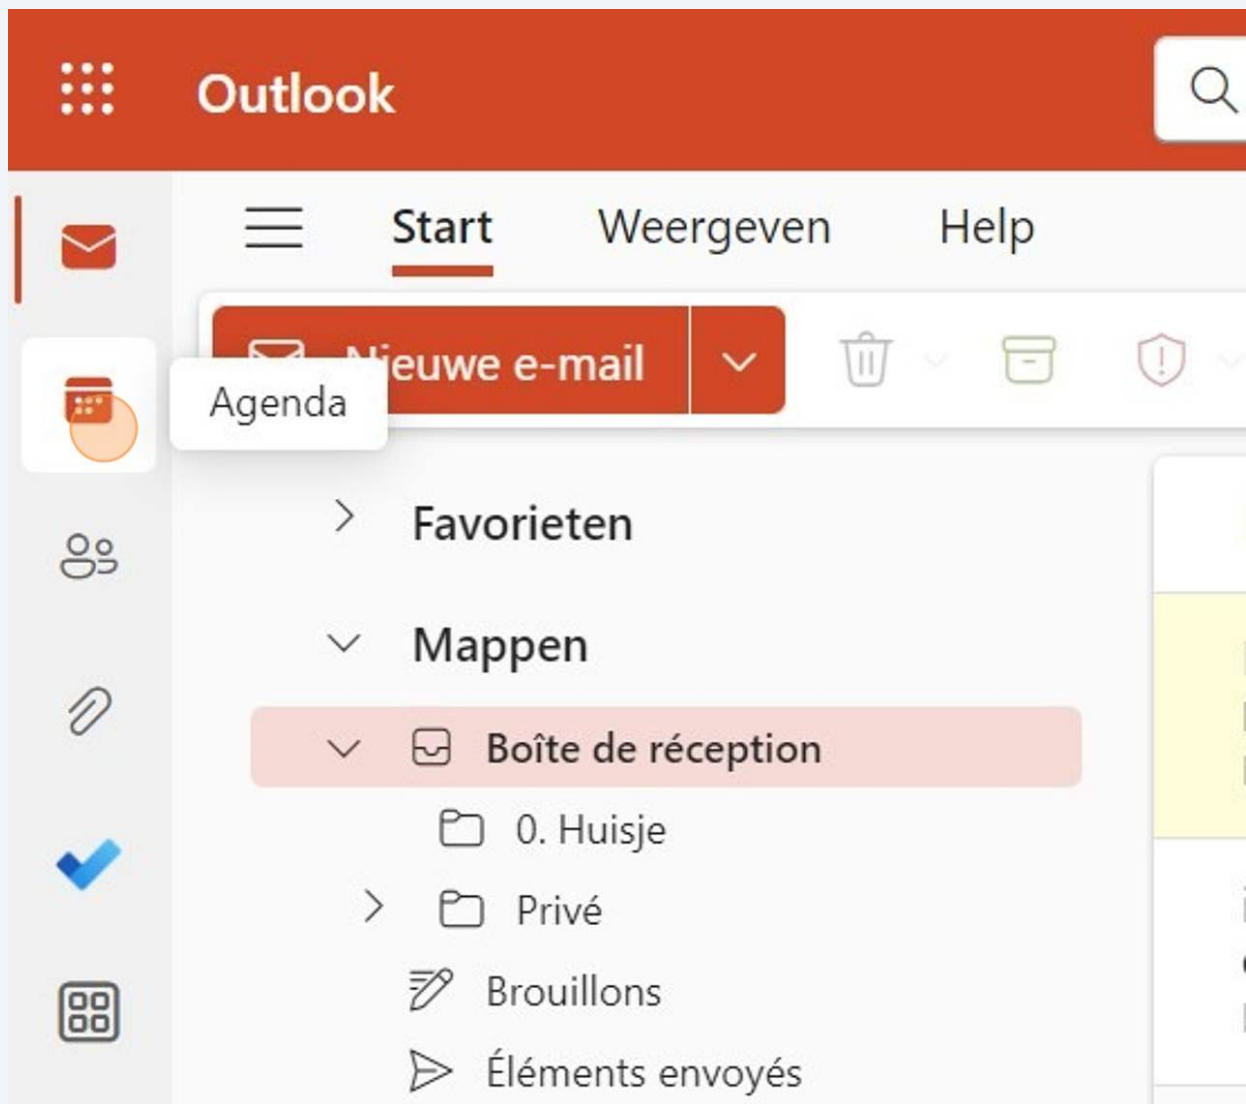 Outlook
Start Weergeven Help
Nieuwe e-mail
Agenda
Favorieten
Mappen
Boîte de réception
0. Huisje
Privé
Brouillons
Éléments envoyés